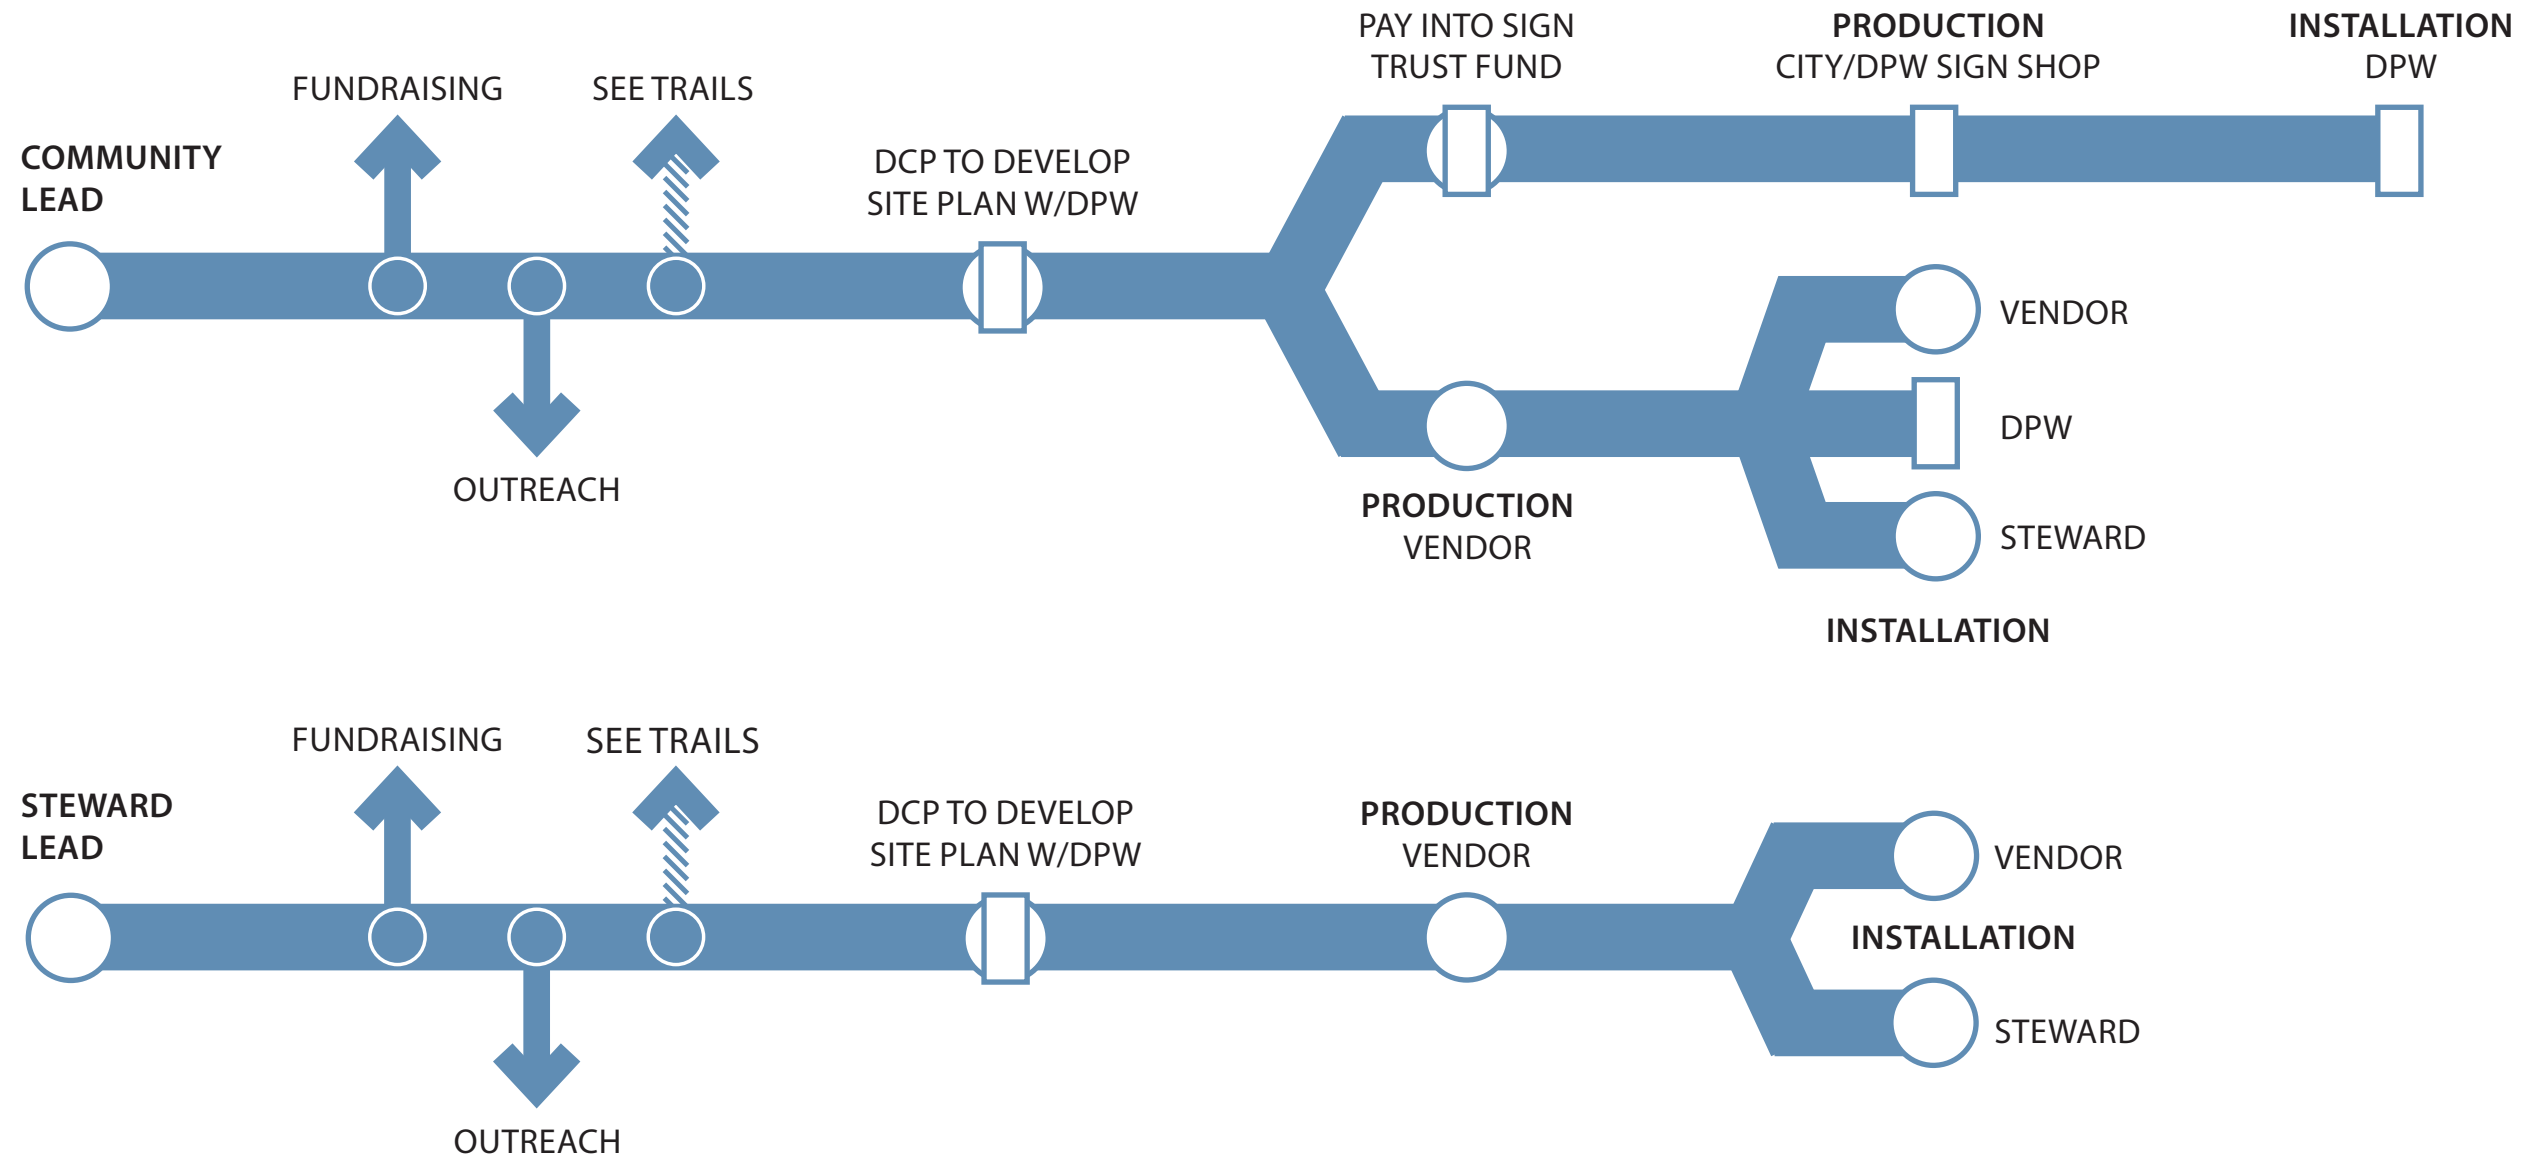 COMMUNITY
LEAD
FUNDRAISING
SEE TRAILS
OUTREACH
DCP TO DEVELOP
SITE PLAN W/DPW
PAY INTO SIGN
TRUST FUND
PRODUCTION
CITY/DPW SIGN SHOP
INSTALLATION
DPW
PRODUCTION
VENDOR
VENDOR
DPW
STEWARD
INSTALLATION
STEWARD
LEAD
FUNDRAISING
SEE TRAILS
OUTREACH
DCP TO DEVELOP
SITE PLAN W/DPW
PRODUCTION
VENDOR
VENDOR
INSTALLATION
STEWARD